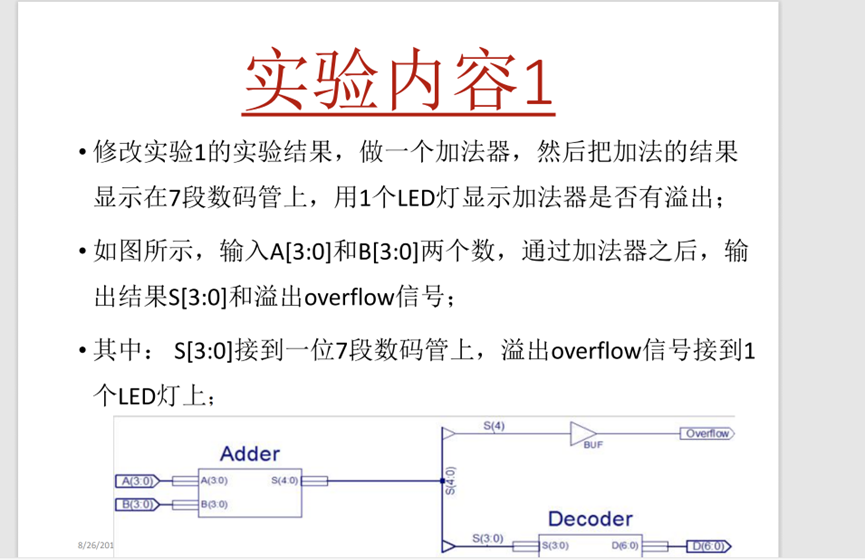 实验内容1
• 修改实验1的实验结果，做一个加法器，然后把加法的结果
显示在7段数码管上，用1个LED灯显示加法器是否有溢出；
• 如图所示，输入A[3:0]和B[3:0]两个数，通过加法器之后，输
出结果S[3:0]和溢出overflow信号；
• 其中： S[3:0]接到一位7段数码管上，溢出overflow信号接到1
个LED灯上；
S(4)
Overflow
BUF
Adder
A(3:0)
A(3:0)
S(4:0)
S(4:0)
B(3:0)
B(3:0)
Decoder
S(3:0)
S(3:0)
D(6:0)
D(6:0)
8/26/201